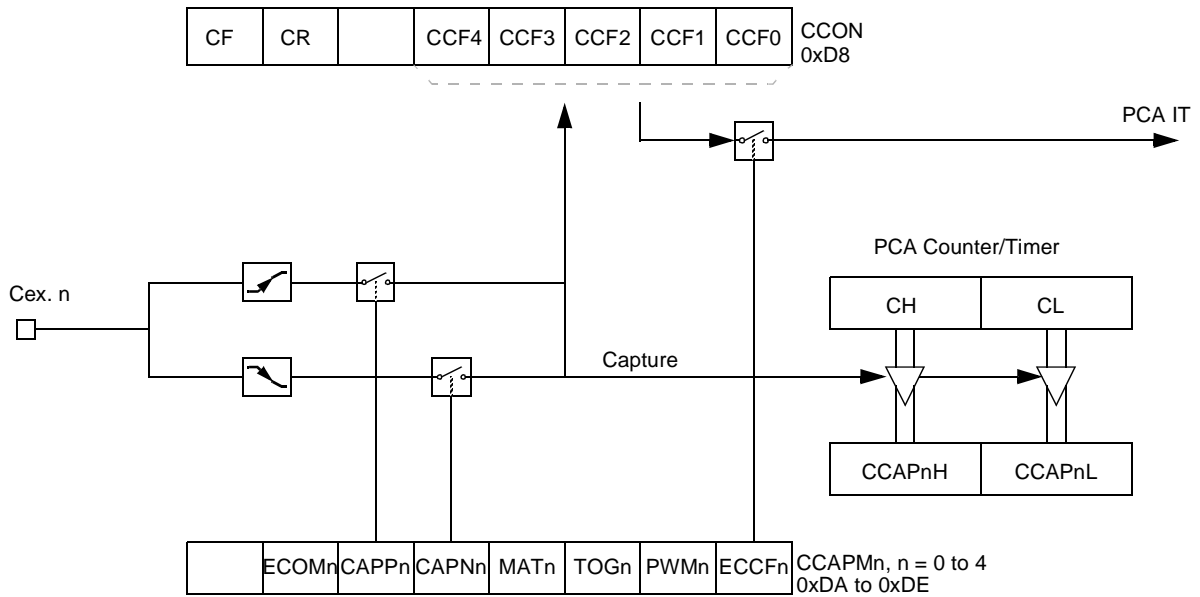 CF CR CCF4 CCF3 CCF2 CCF1 CCF0 CCON
0xD8
PCA IT
PCA Counter/Timer
Cex. n
CH CL
Capture
CCAPnH CCAPnL
ECOMn CAPPn CAPNn MATn TOGn PWMn ECCFn CCAPMn, n = 0 to 4
0xDA to 0xDE